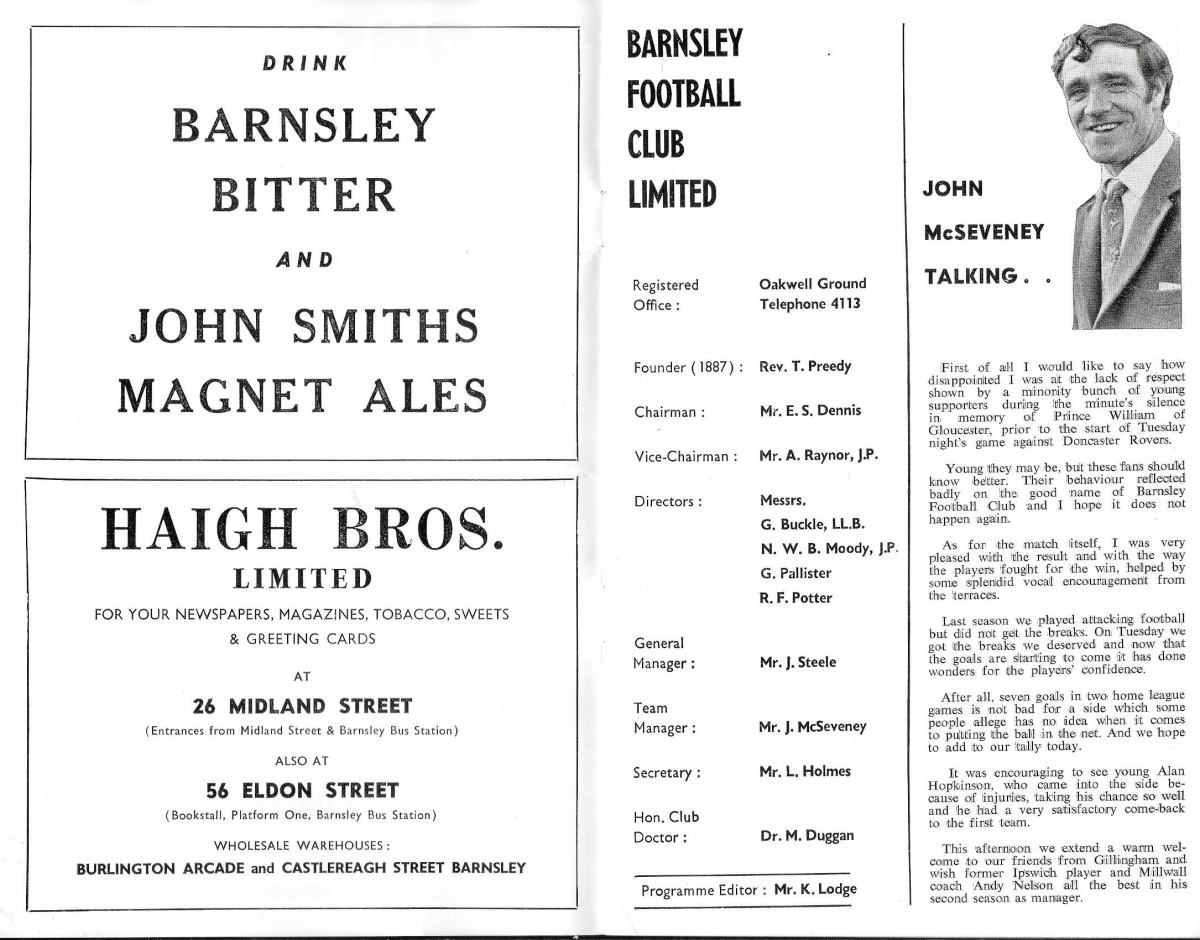 DRINK
BARNSLEY
BITTER
AND
JOHN SMITHS
MAGNET ALES
HAIGH BROS.
LIMITED
FOR YOUR NEWSPAPERS, MAGAZINES, TOBACCO, SWEETS
& GREETING CARDS
AT
26 MIDLAND STREET
(Entrances from Midland Street & Barnsley Bus Station)
ALSO AT
56 ELDON STREET
(Bookstall, Platform One, Barnsley Bus Station)
WHOLESALE WAREHOUSES :
BURLINGTON ARCADE and CASTLEREAGH STREET BARNSLEY
BARNSLEY
FOOTBALL
CLUB
LIMITED
Registered Oakwell Ground
Office : Telephone 4113
Founder (1887) : Rev. T. Preedy
Chairman : Mr. E. S. Dennis
Vice-Chairman : Mr. A. Raynor, J.P.
Directors : Messrs.
G. Buckle, LL.B.
N. W. B. Moody, J.P.
G. Pallister
R. F. Potter
General
Manager : Mr. J. Steele
Team
Manager : Mr. J. McSeveney
Secretary : Mr. L. Holmes
Hon. Club
Doctor : Dr. M. Duggan
Programme Editor : Mr. K. Lodge
JOHN
McSEVENEY
TALKING . .
First of all I would like to say how
disappointed I was at the lack of respect
shown by a minority bunch of young
supporters during the minute's silence
in memory of Prince William of
Gloucester, prior to the start of Tuesday
night's game against Doncaster Rovers.
Young they may be, but these fans should
know better. Their behaviour reflected
badly on the good name of Barnsley
Football Club and I hope it does not
happen again.
As for the match itself, I was very
pleased with the result and with the way
the players fought for the win, helped by
some splendid vocal encouragement from
the terraces.
Last season we played attacking football
but did not get the breaks. On Tuesday we
got the breaks we deserved and now that
the goals are starting to come it has done
wonders for the players' confidence.
After all, seven goals in two home league
games is not bad for a side which some
people allege has no idea when it comes
to putting the ball in the net. And we hope
to add to our tally today.
It was encouraging to see young Alan
Hopkinson, who came into the side be-
cause of injuries, taking his chance so well
and he had a very satisfactory come-back
to the first team.
This afternoon we extend a warm wel-
come to our friends from Gillingham and
wish former Ipswich player and Millwall
coach Andy Nelson all the best in his
second season as manager.